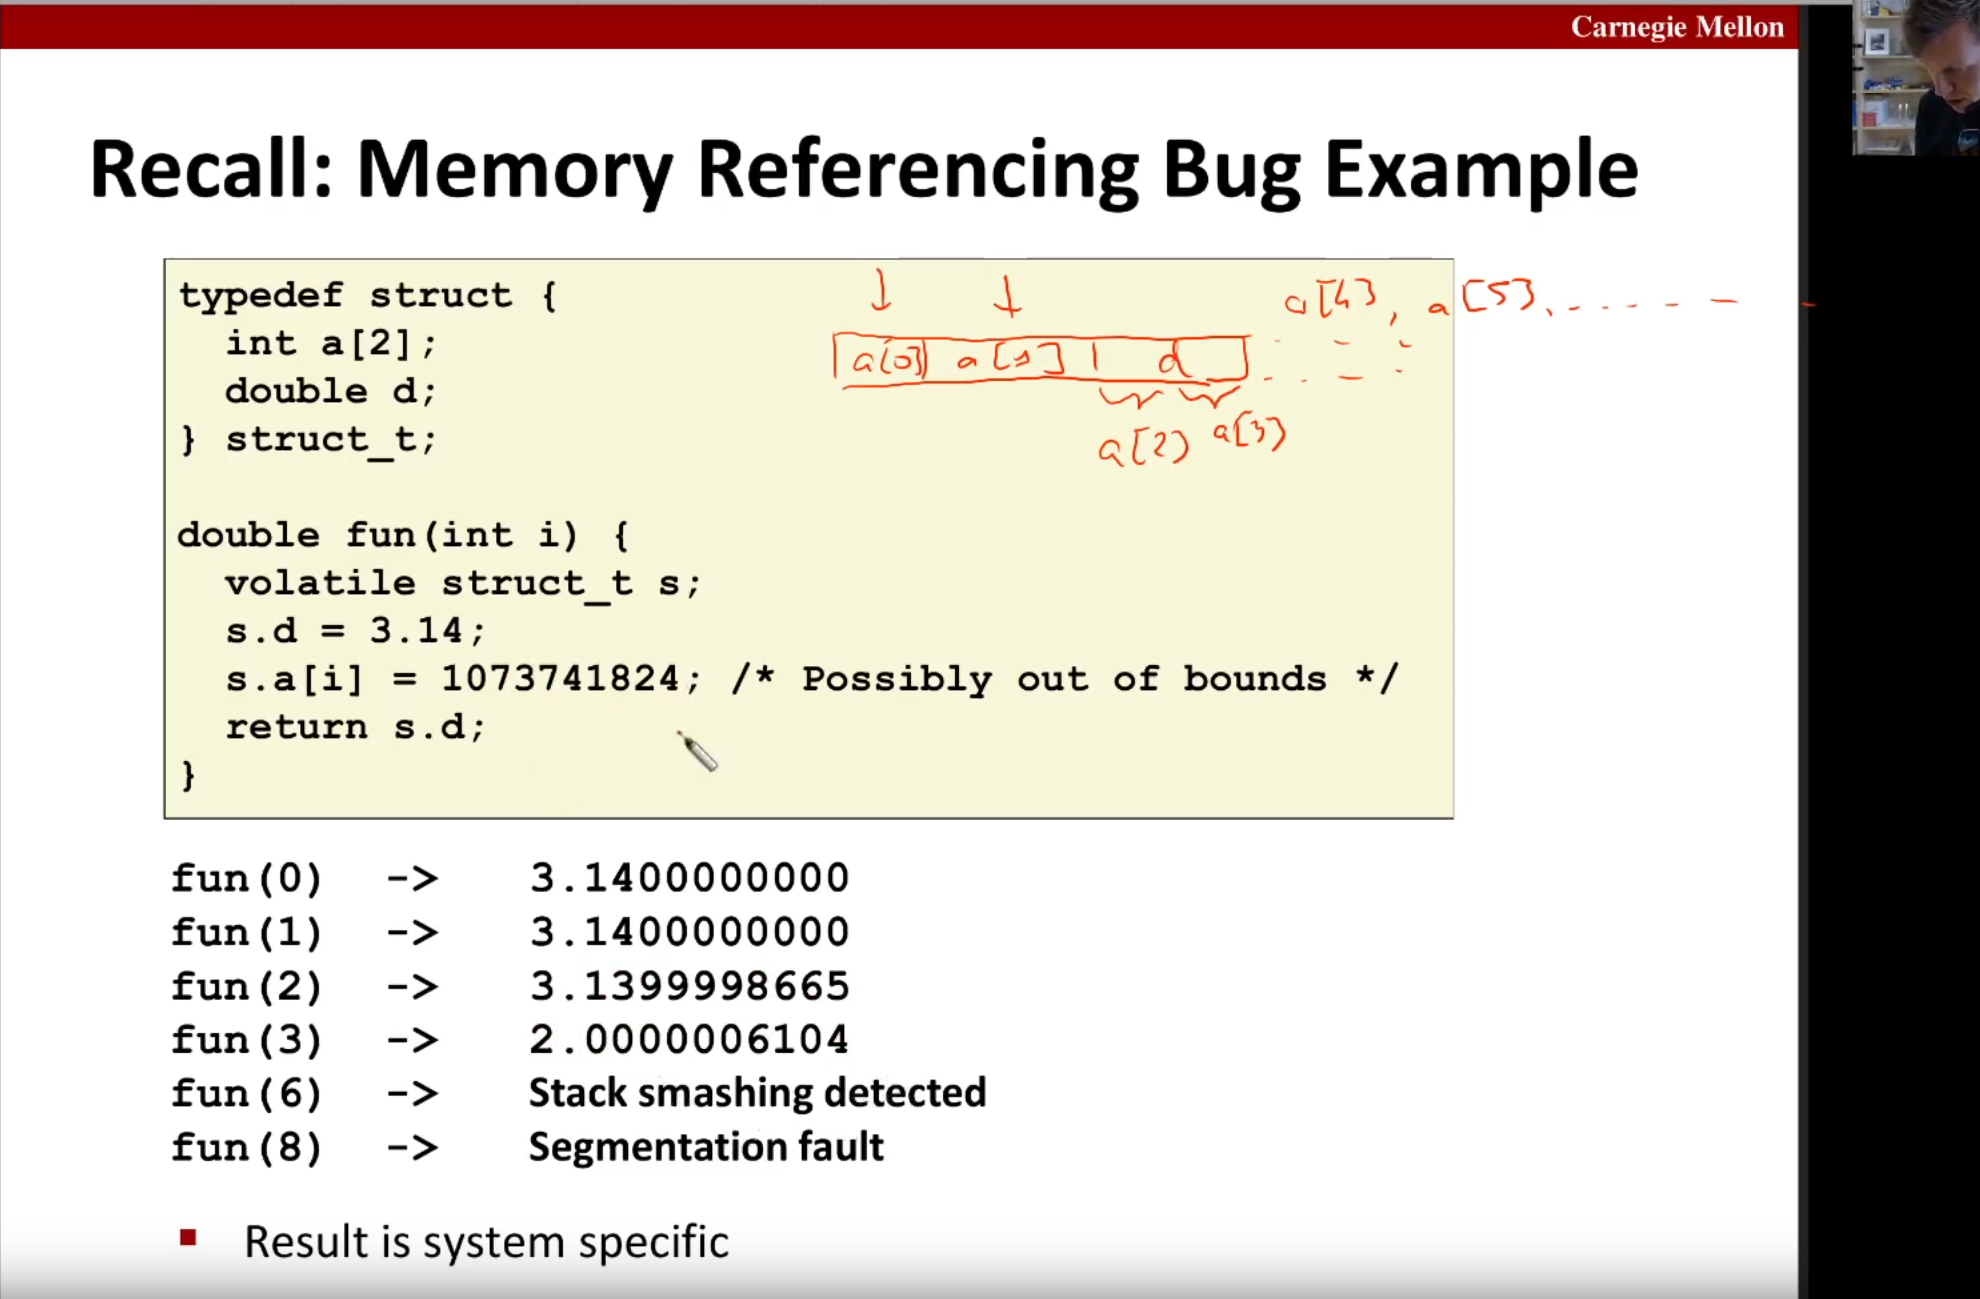 Carnegie Mellon
Recall: Memory Referencing Bug Example
typedef struct {
  int a[2];
  double d;
} struct_t;
a[0] a[1] d
a[2] a[3]
a[4], a[5], . . . . . - -
double fun(int i) {
  volatile struct_t s;
  s.d = 3.14;
  s.a[i] = 1073741824; /* Possibly out of bounds */
  return s.d;
}
fun(0) -> 3.1400000000
fun(1) -> 3.1400000000
fun(2) -> 3.1399998665
fun(3) -> 2.0000006104
fun(6) -> Stack smashing detected
fun(8) -> Segmentation fault
▪ Result is system specific